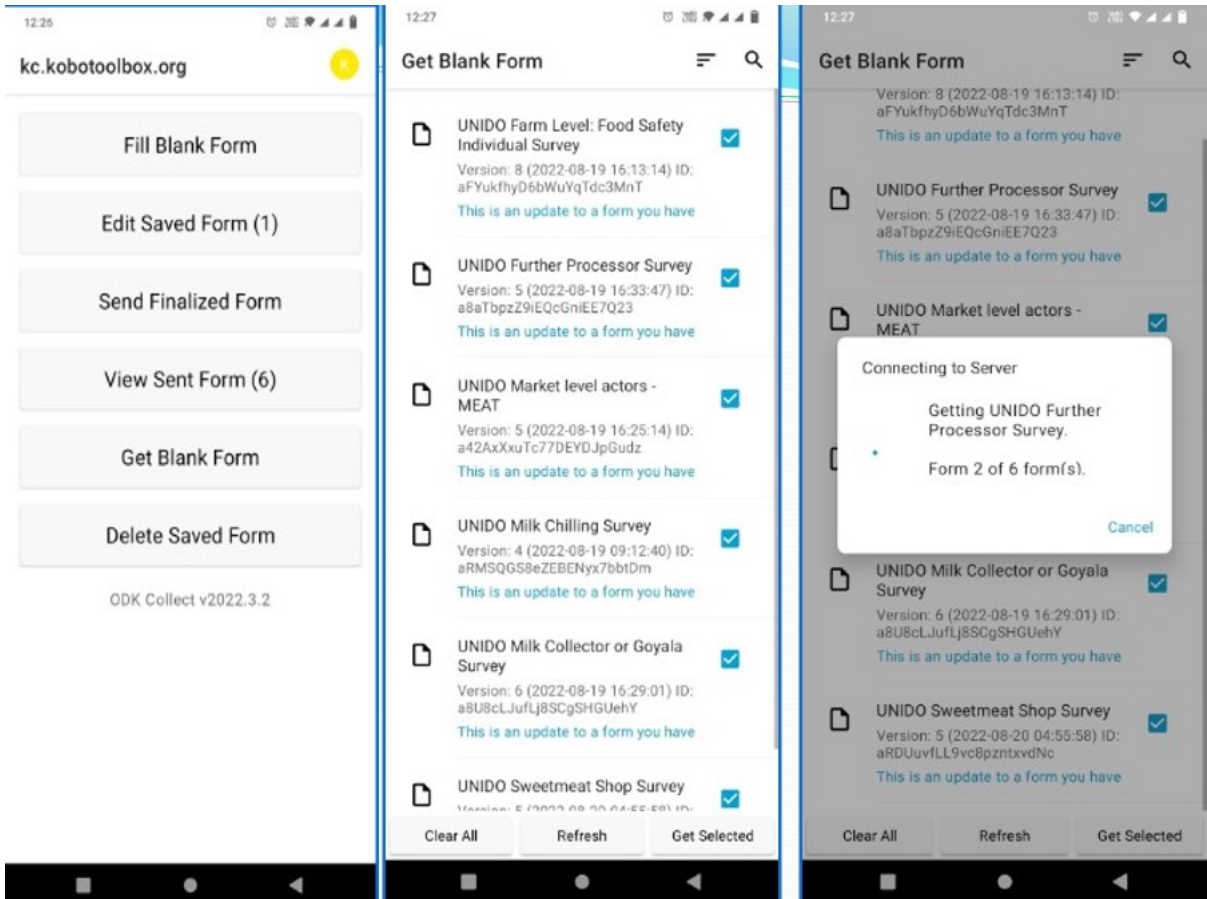 12:26
kc.kobotoolbox.org
K
Fill Blank Form
Edit Saved Form (1)
Send Finalized Form
View Sent Form (6)
Get Blank Form
Delete Saved Form
ODK Collect v2022.3.2
12:27
Get Blank Form
UNIDO Farm Level: Food Safety
Individual Survey
Version: 8 (2022-08-19 16:13:14) ID:
aFYukfhyD6bWuYqTdc3MnT
This is an update to a form you have
UNIDO Further Processor Survey
Version: 5 (2022-08-19 16:33:47) ID:
a8aTbpzZ9iEQcGniEE7Q23
This is an update to a form you have
UNIDO Market level actors -
MEAT
Version: 5 (2022-08-19 16:25:14) ID:
a42AxXxuTc77DEYDJpGudz
This is an update to a form you have
UNIDO Milk Chilling Survey
Version: 4 (2022-08-19 09:12:40) ID:
aRMSQGS8eZEBENyx7bbtDm
This is an update to a form you have
UNIDO Milk Collector or Goyala
Survey
Version: 6 (2022-08-19 16:29:01) ID:
a8U8cLJufLj8SCgSHGUehY
This is an update to a form you have
UNIDO Sweetmeat Shop Survey
Version: 5 (2022-08-20 04:55:58) ID:
Clear All Refresh Get Selected
12:27
Get Blank Form
Version: 8 (2022-08-19 16:13:14) ID:
aFYukfhyD6bWuYqTdc3MnT
This is an update to a form you have
UNIDO Further Processor Survey
Version: 5 (2022-08-19 16:33:47) ID:
a8aTbpzZ9iEQcGniEE7Q23
This is an update to a form you have
UNIDO Market level actors -
MEAT
Connecting to Server
Getting UNIDO Further
Processor Survey.
Form 2 of 6 form(s).
Cancel
UNIDO Milk Collector or Goyala
Survey
Version: 6 (2022-08-19 16:29:01) ID:
a8U8cLJufLj8SCgSHGUehY
This is an update to a form you have
UNIDO Sweetmeat Shop Survey
Version: 5 (2022-08-20 04:55:58) ID:
aRDUuvfLL9vc8pzntxvdNc
This is an update to a form you have
Clear All Refresh Get Selected